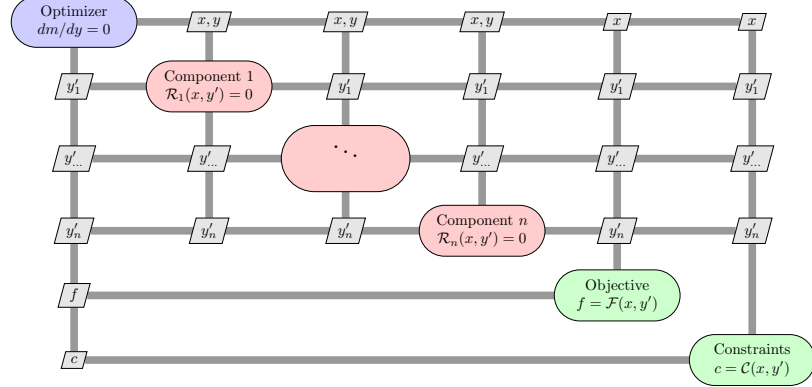 Optimizer
dm/dy = 0
x, y
x, y
x, y
x
x
y′₁
Component 1
ℛ₁(x, y′) = 0
y′₁
y′₁
y′₁
y′₁
y′...
y′...
⋱
y′...
y′...
y′...
y′ₙ
y′ₙ
y′ₙ
Component n
ℛₙ(x, y′) = 0
y′ₙ
y′ₙ
f
Objective
f = ℱ(x, y′)
c
Constraints
c = 𝒞(x, y′)